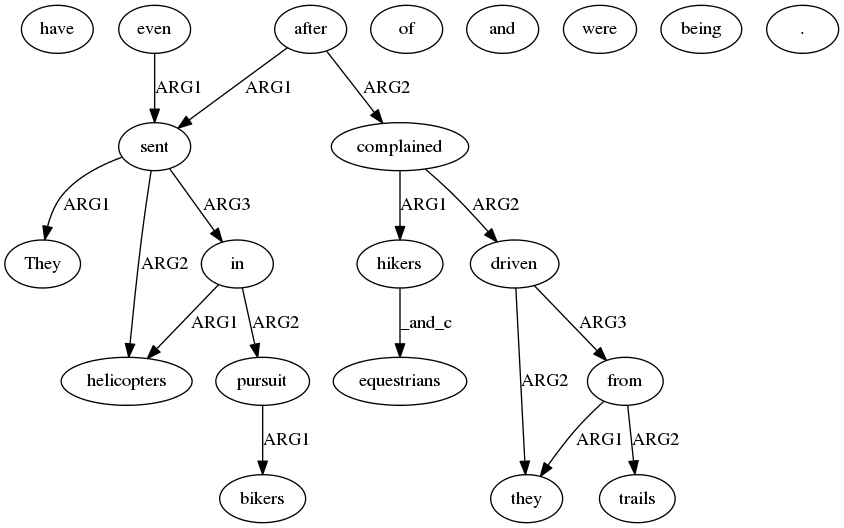 have even after of and were being .
ARG1 ARG1 ARG2
sent complained
ARG1 ARG3 ARG1 ARG2
They ARG2 in hikers driven
ARG1 ARG2 _and_c ARG3
helicopters pursuit equestrians ARG2 from
ARG1 ARG1 ARG2
bikers they trails